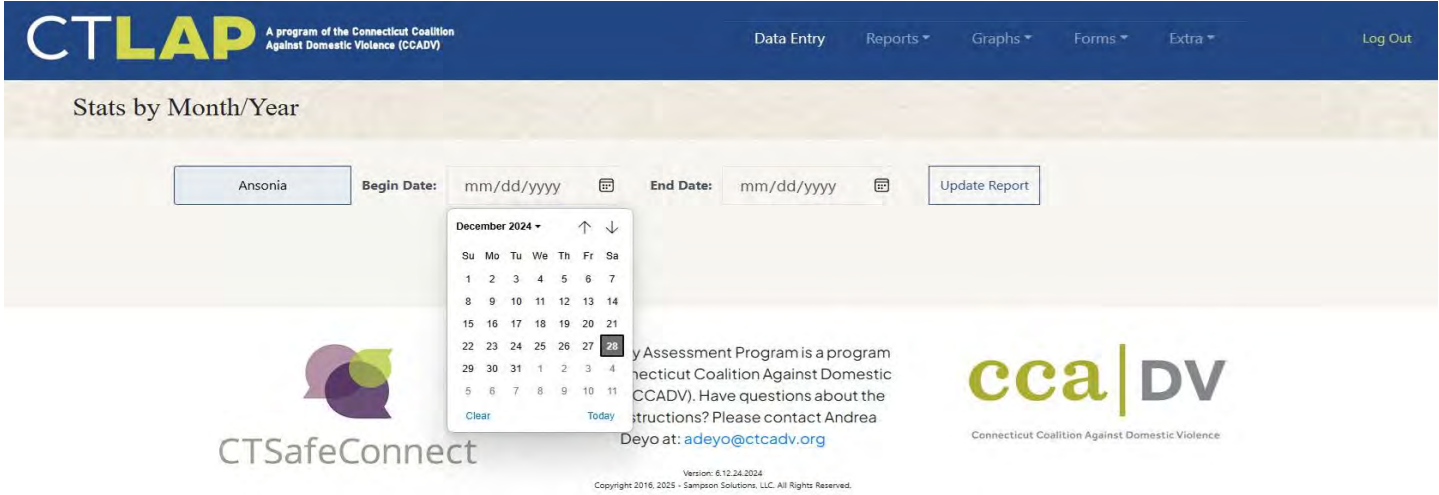 CTLAP
A program of the Connecticut Coalition
Against Domestic Violence (CCADV)
Data Entry Reports Graphs Forms Extra Log Out
Stats by Month/Year
Ansonia Begin Date: mm/dd/yyyy End Date: mm/dd/yyyy Update Report
December 2024
Su Mo Tu We Th Fr Sa
1 2 3 4 5 6 7
8 9 10 11 12 13 14
15 16 17 18 19 20 21
22 23 24 25 26 27 28
29 30 31 1 2 3 4
5 6 7 8 9 10 11
Clear Today
CTSafeConnect
y Assessment Program is a program
necticut Coalition Against Domestic
CCADV). Have questions about the
structions? Please contact Andrea
Deyo at: adeyo@ctcadv.org
Version: 6.12.24.2024
Copyright 2016, 2025 - Sampson Solutions, LLC. All Rights Reserved.
cca DV
Connecticut Coalition Against Domestic Violence